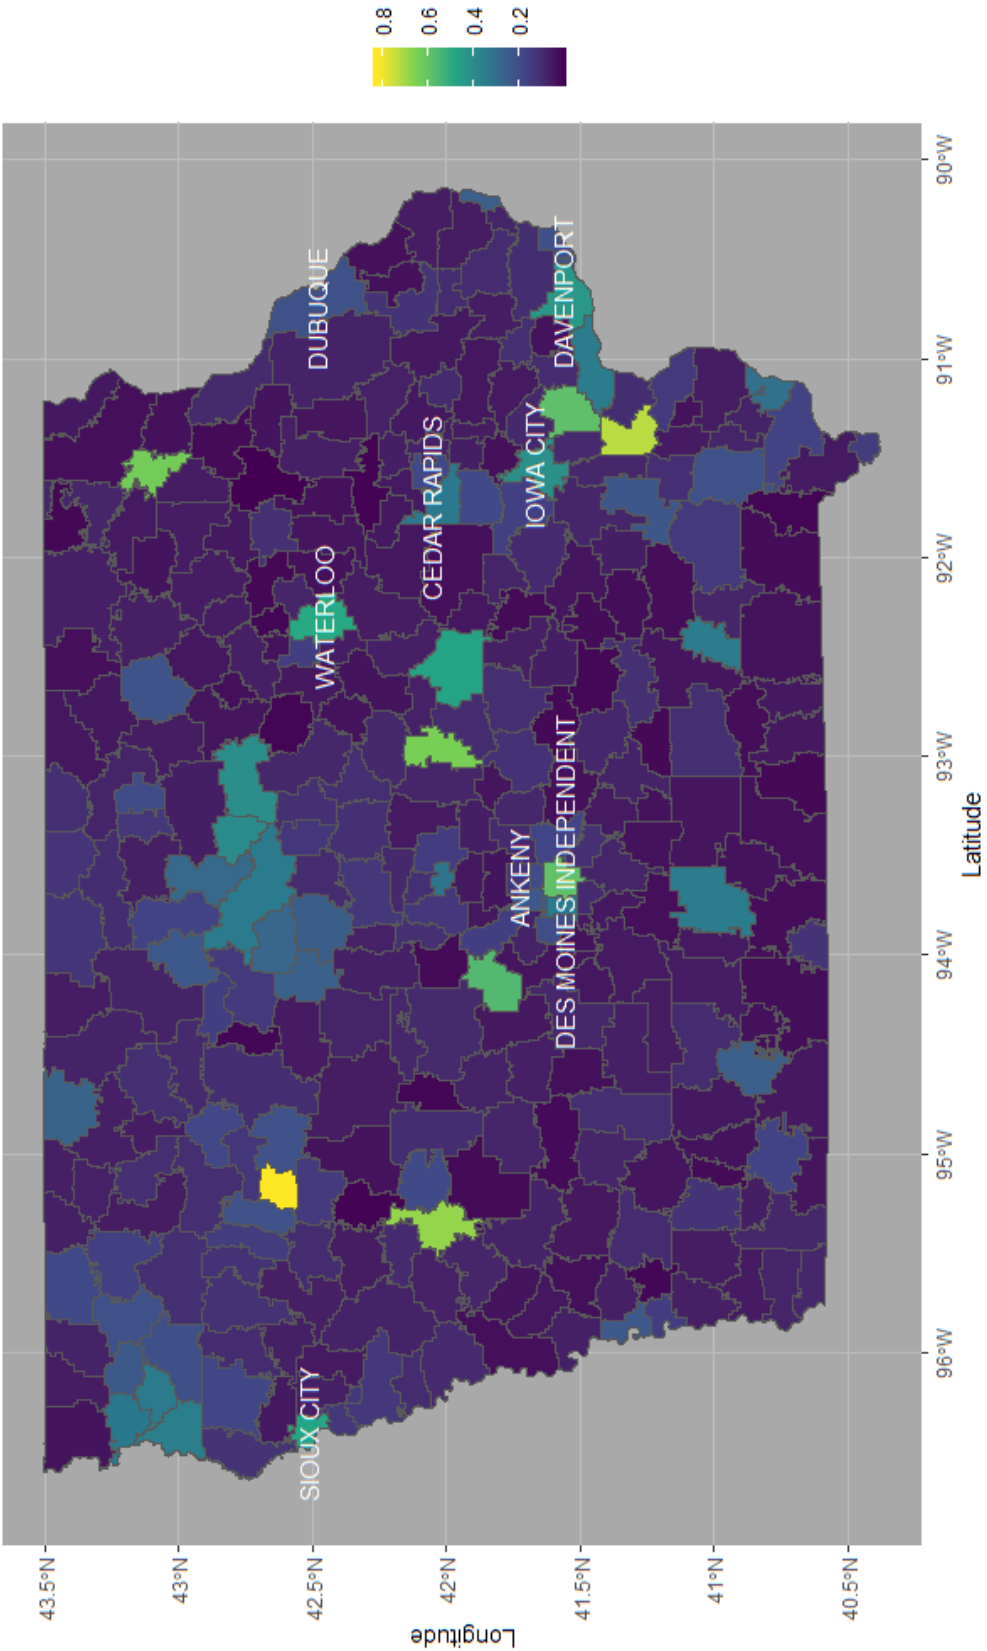 43.5°N
43°N
42.5°N
42°N
41.5°N
41°N
40.5°N
Longitude
SIOUX CITY
WATERLOO
DUBUQUE
CEDAR RAPIDS
ANKENY
IOWA CITY
DES MOINES INDEPENDENT
DAVENPORT
96°W
95°W
94°W
93°W
92°W
91°W
90°W
Latitude
0.8
0.6
0.4
0.2